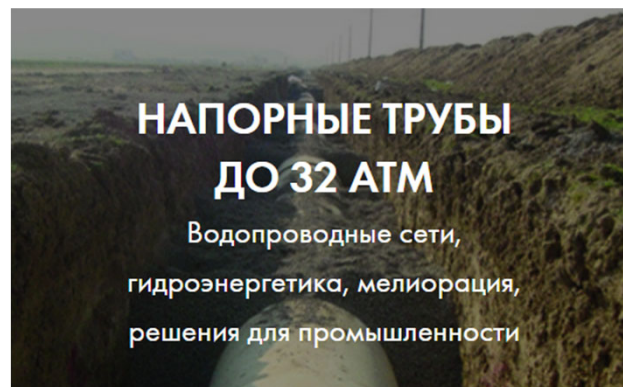 НАПОРНЫЕ ТРУБЫ
ДО 32 АТМ
Водопроводные сети,
гидроэнергетика, мелиорация,
решения для промышленности